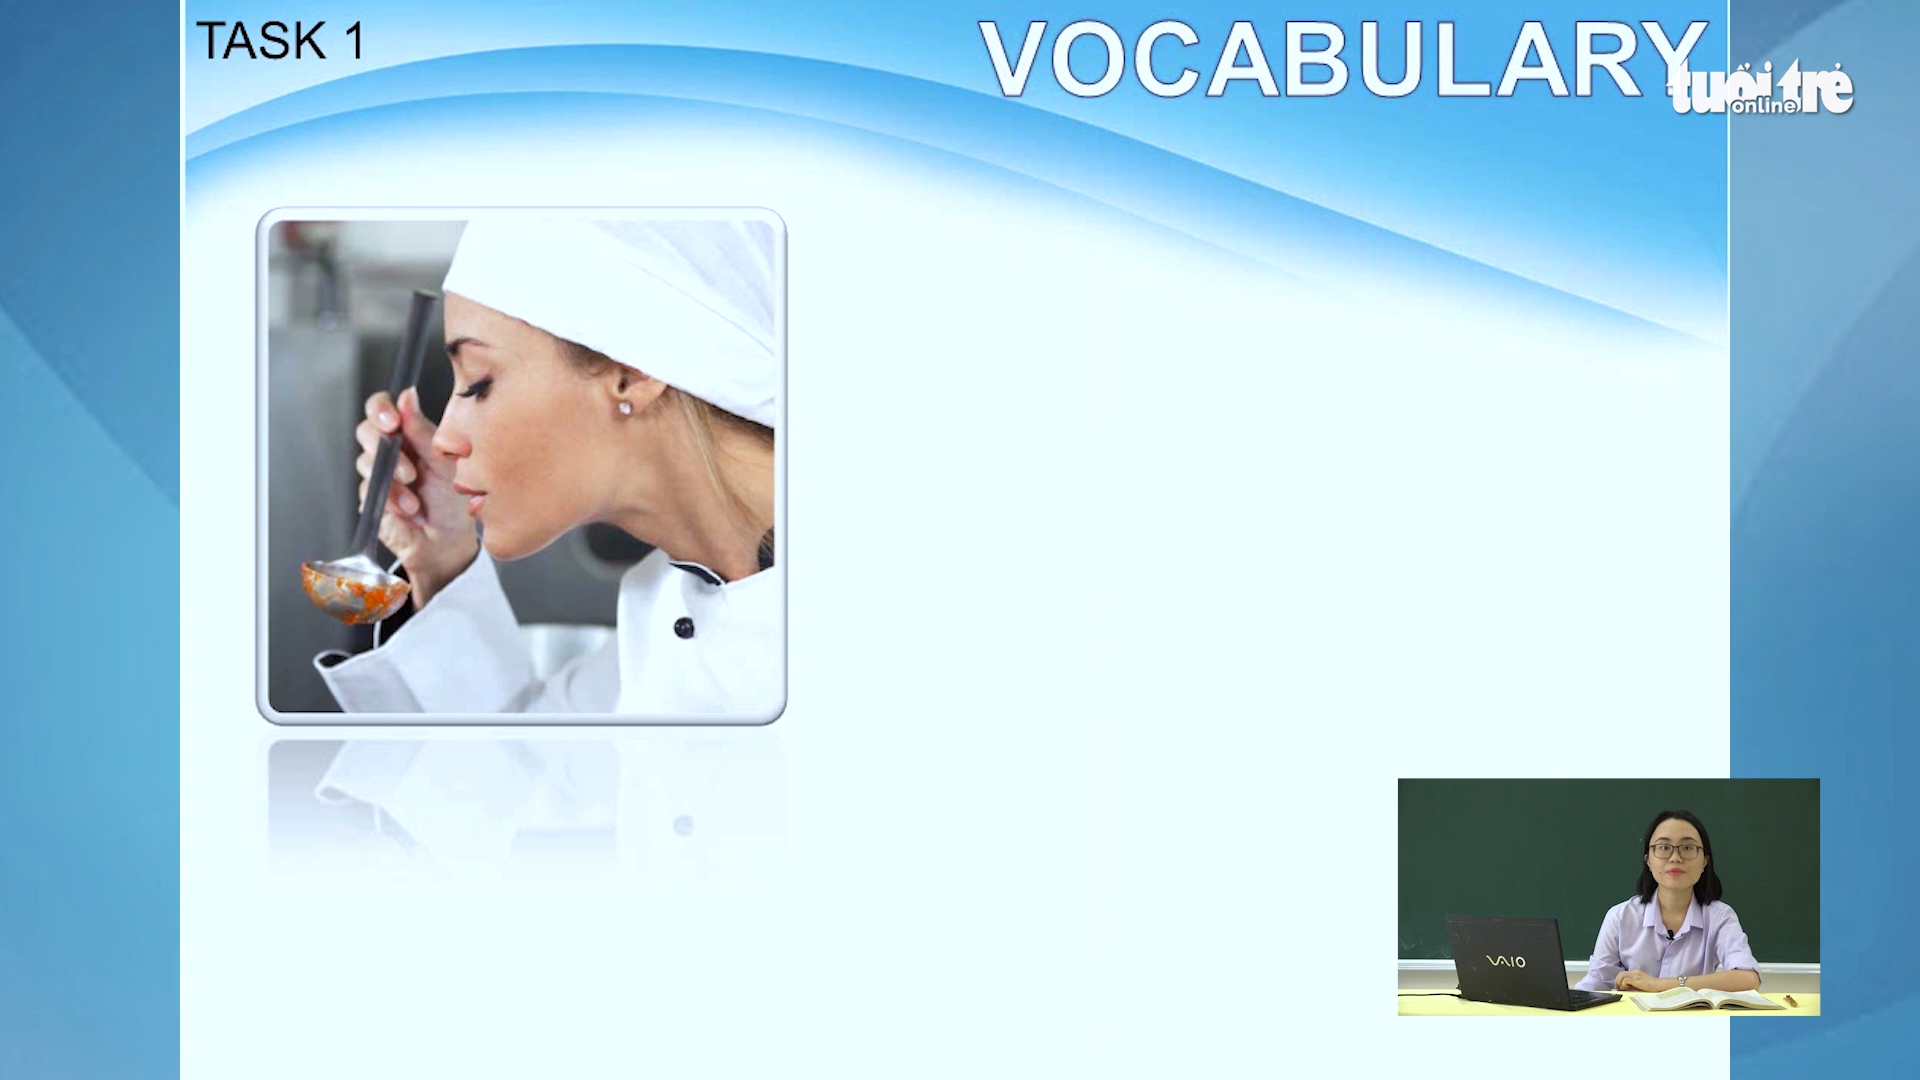 TASK 1
VOCABULARY
tuổi trẻ
online
VAIO